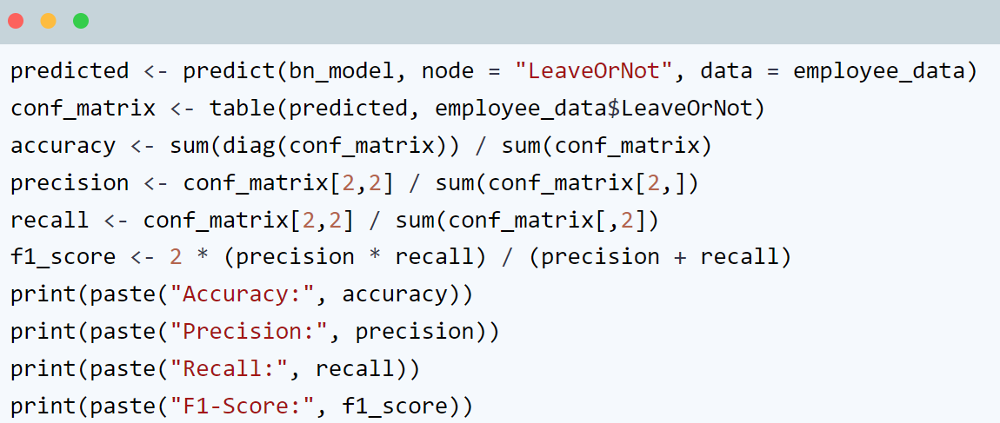 predicted <- predict(bn_model, node = "LeaveOrNot", data = employee_data)
conf_matrix <- table(predicted, employee_data$LeaveOrNot)
accuracy <- sum(diag(conf_matrix)) / sum(conf_matrix)
precision <- conf_matrix[2,2] / sum(conf_matrix[2,])
recall <- conf_matrix[2,2] / sum(conf_matrix[,2])
f1_score <- 2 * (precision * recall) / (precision + recall)
print(paste("Accuracy:", accuracy))
print(paste("Precision:", precision))
print(paste("Recall:", recall))
print(paste("F1-Score:", f1_score))